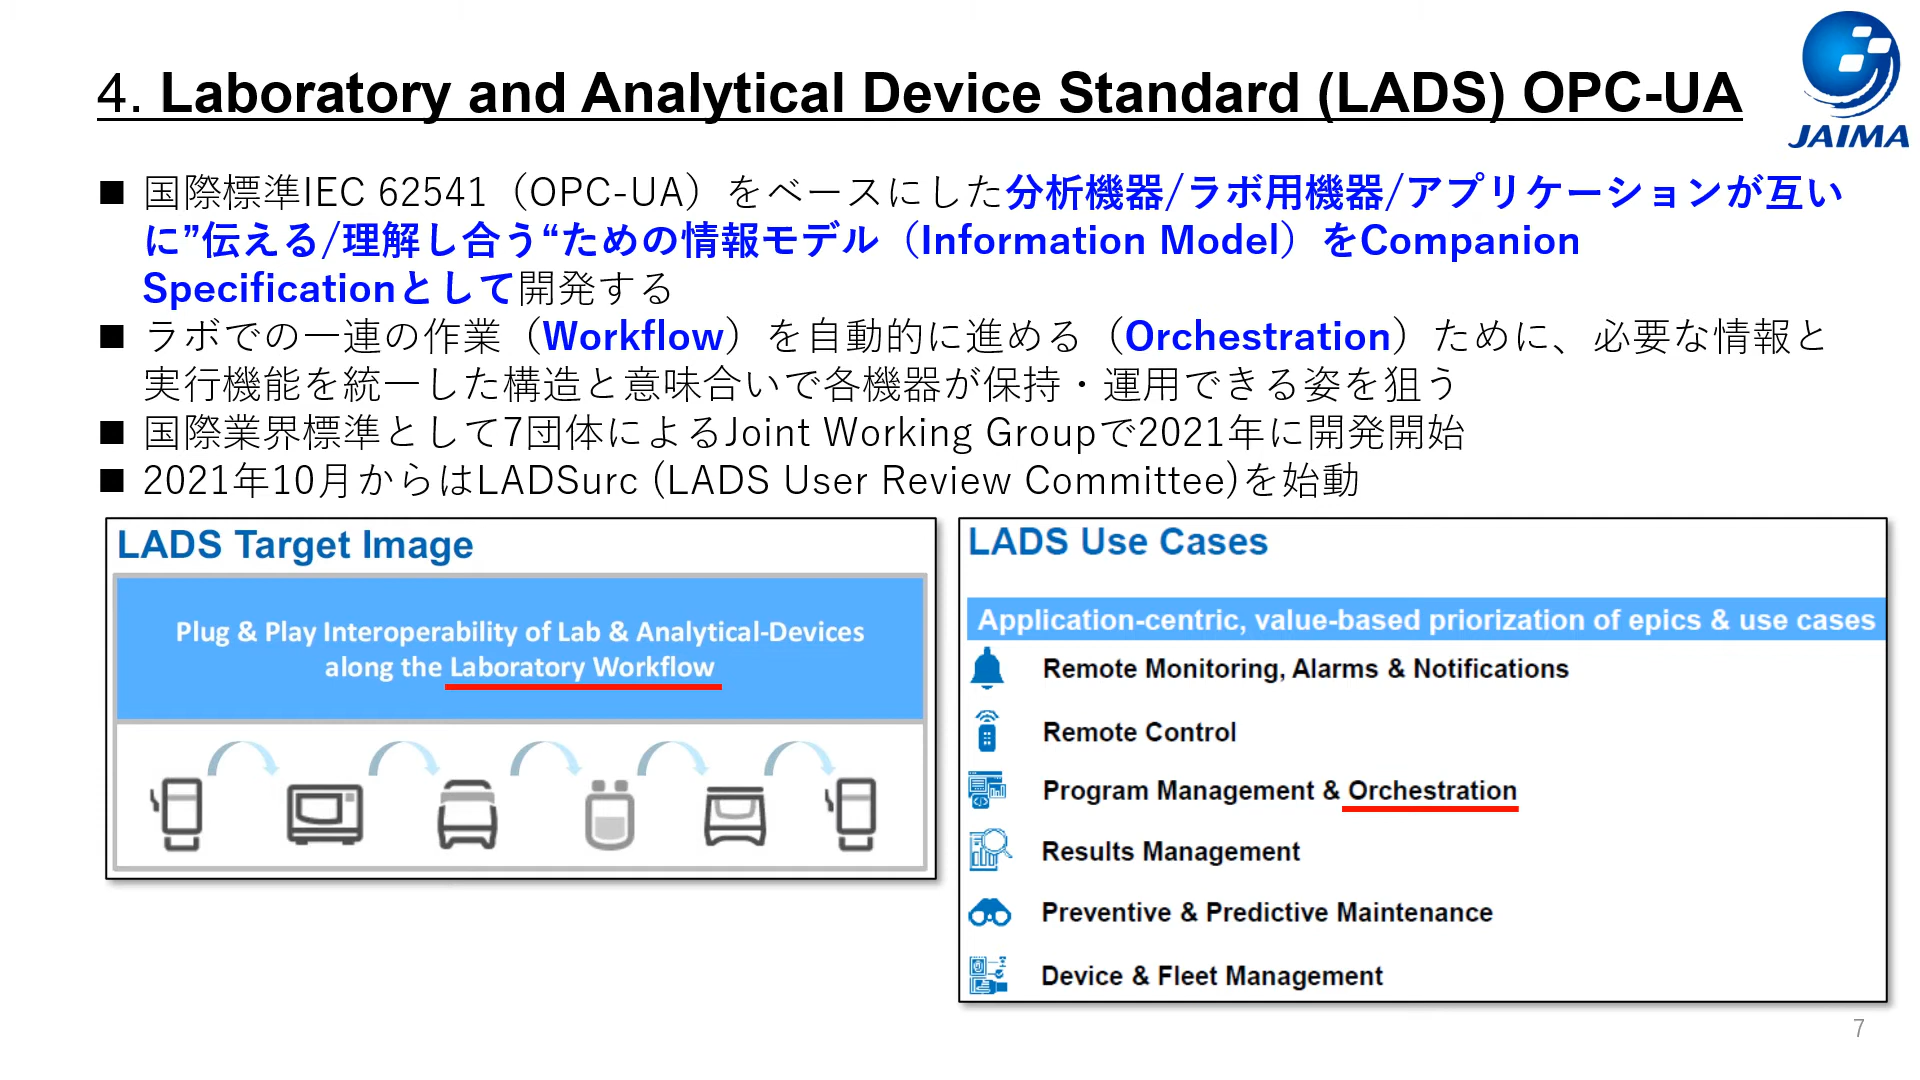 4. Laboratory and Analytical Device Standard (LADS) OPC-UA
JAIMA
■ 国際標準IEC 62541（OPC-UA）をベースにした分析機器/ラボ用機器/アプリケーションが互い
に”伝える/理解し合う“ための情報モデル（Information Model）をCompanion
Specificationとして開発する
■ ラボでの一連の作業（Workflow）を自動的に進める（Orchestration）ために、必要な情報と
実行機能を統一した構造と意味合いで各機器が保持・運用できる姿を狙う
■ 国際業界標準として7団体によるJoint Working Groupで2021年に開発開始
■ 2021年10月からはLADSurc (LADS User Review Committee)を始動
LADS Target Image
Plug & Play Interoperability of Lab & Analytical-Devices
along the Laboratory Workflow
LADS Use Cases
Application-centric, value-based priorization of epics & use cases
Remote Monitoring, Alarms & Notifications
Remote Control
Program Management & Orchestration
Results Management
Preventive & Predictive Maintenance
Device & Fleet Management
7